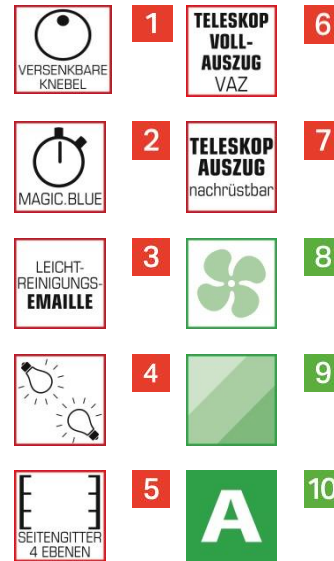 VERSENKBARE
KNEBEL
1
MAGIC.BLUE
2
LEICHT-
REINIGUNGS-
EMAILLE
3
4
SEITENGITTER
4 EBENEN
5
TELESKOP
VOLL-
AUSZUG
VAZ
6
TELESKOP
AUSZUG
nachrüstbar
7
8
9
A
10